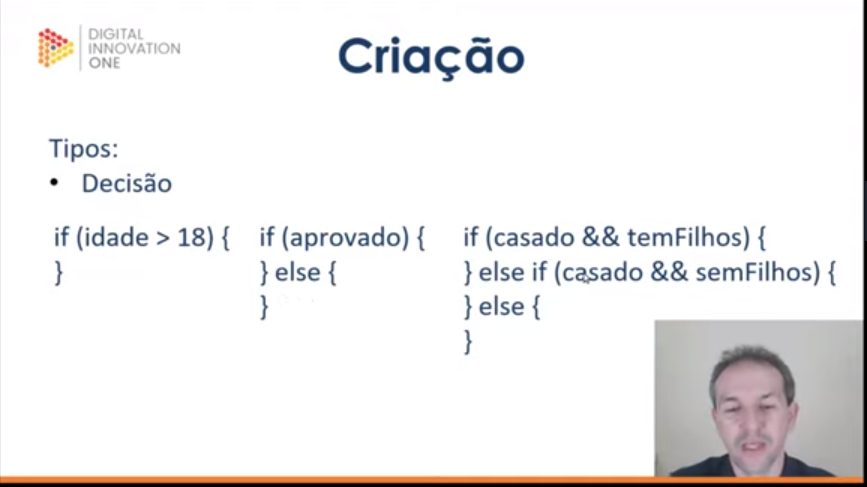 DIGITAL
INNOVATION
ONE
Criação
Tipos:
• Decisão
if (idade > 18) {
}
if (aprovado) {
} else {
}
if (casado && temFilhos) {
} else if (casado && semFilhos) {
} else {
}